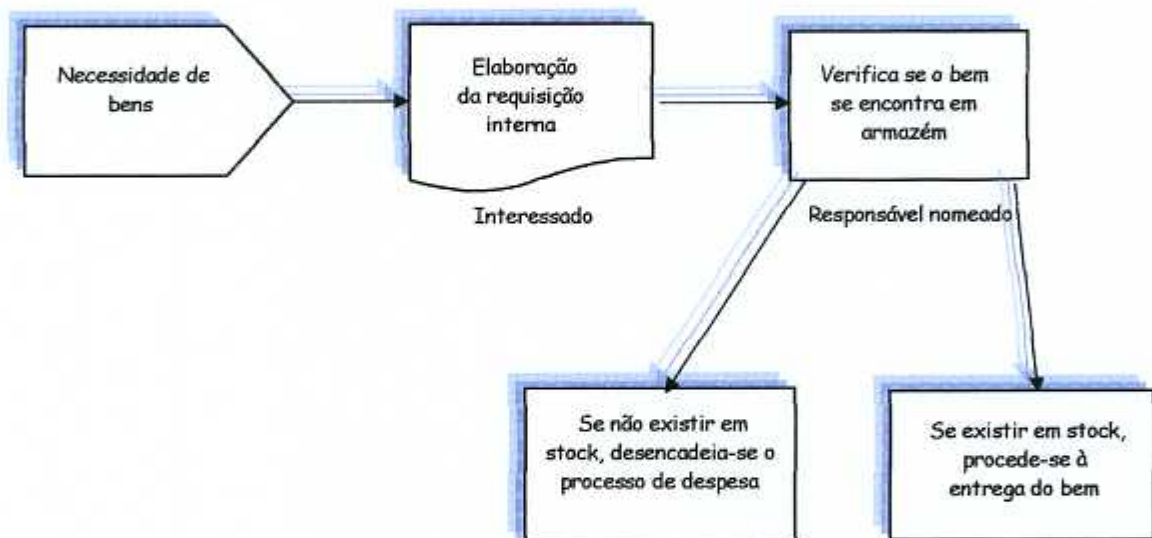 Necessidade de
bens
Elaboração
da requisição
interna
Verifica se o bem
se encontra em
armazém
Interessado
Responsável nomeado
Se não existir em
stock, desencadeia-se o
processo de despesa
Se existir em stock,
procede-se à
entrega do bem